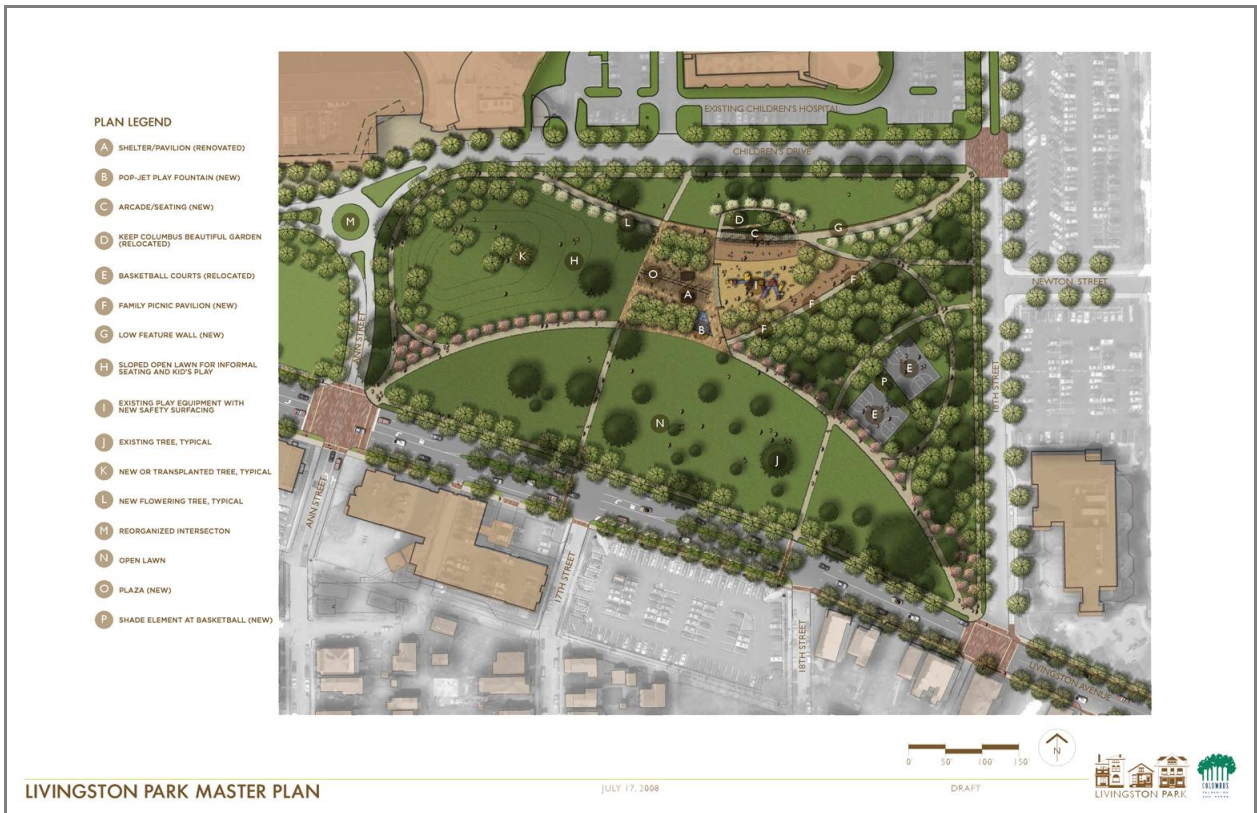 PLAN LEGEND
A SHELTER/PAVILION (RENOVATED)
B POP-JET PLAY FOUNTAIN (NEW)
C ARCADE/SEATING (NEW)
D KEEP COLUMBUS BEAUTIFUL GARDEN
(RELOCATED)
E BASKETBALL COURTS (RELOCATED)
F FAMILY PICNIC PAVILION (NEW)
G LOW FEATURE WALL (NEW)
H SLOPED OPEN LAWN FOR INFORMAL
SEATING AND KID'S PLAY
I EXISTING PLAY EQUIPMENT WITH
NEW SAFETY SURFACING
J EXISTING TREE, TYPICAL
K NEW OR TRANSPLANTED TREE, TYPICAL
L NEW FLOWERING TREE, TYPICAL
M REORGANIZED INTERSECTON
N OPEN LAWN
O PLAZA (NEW)
P SHADE ELEMENT AT BASKETBALL (NEW)
EXISTING CHILDREN'S HOSPITAL
CHILDREN'S DRIVE
M
L
D
C
G
K
H
O
I
F
A
F
B
F
NEWTON STREET
ANN STREET
18TH STREET
E
P
E
N
J
ANN STREET
17TH STREET
18TH STREET
LIVINGSTON AVENUE
0' 50' 100' 150'
N
LIVINGSTON PARK MASTER PLAN
JULY 17, 2008
DRAFT
LIVINGSTON PARK
COLUMBUS